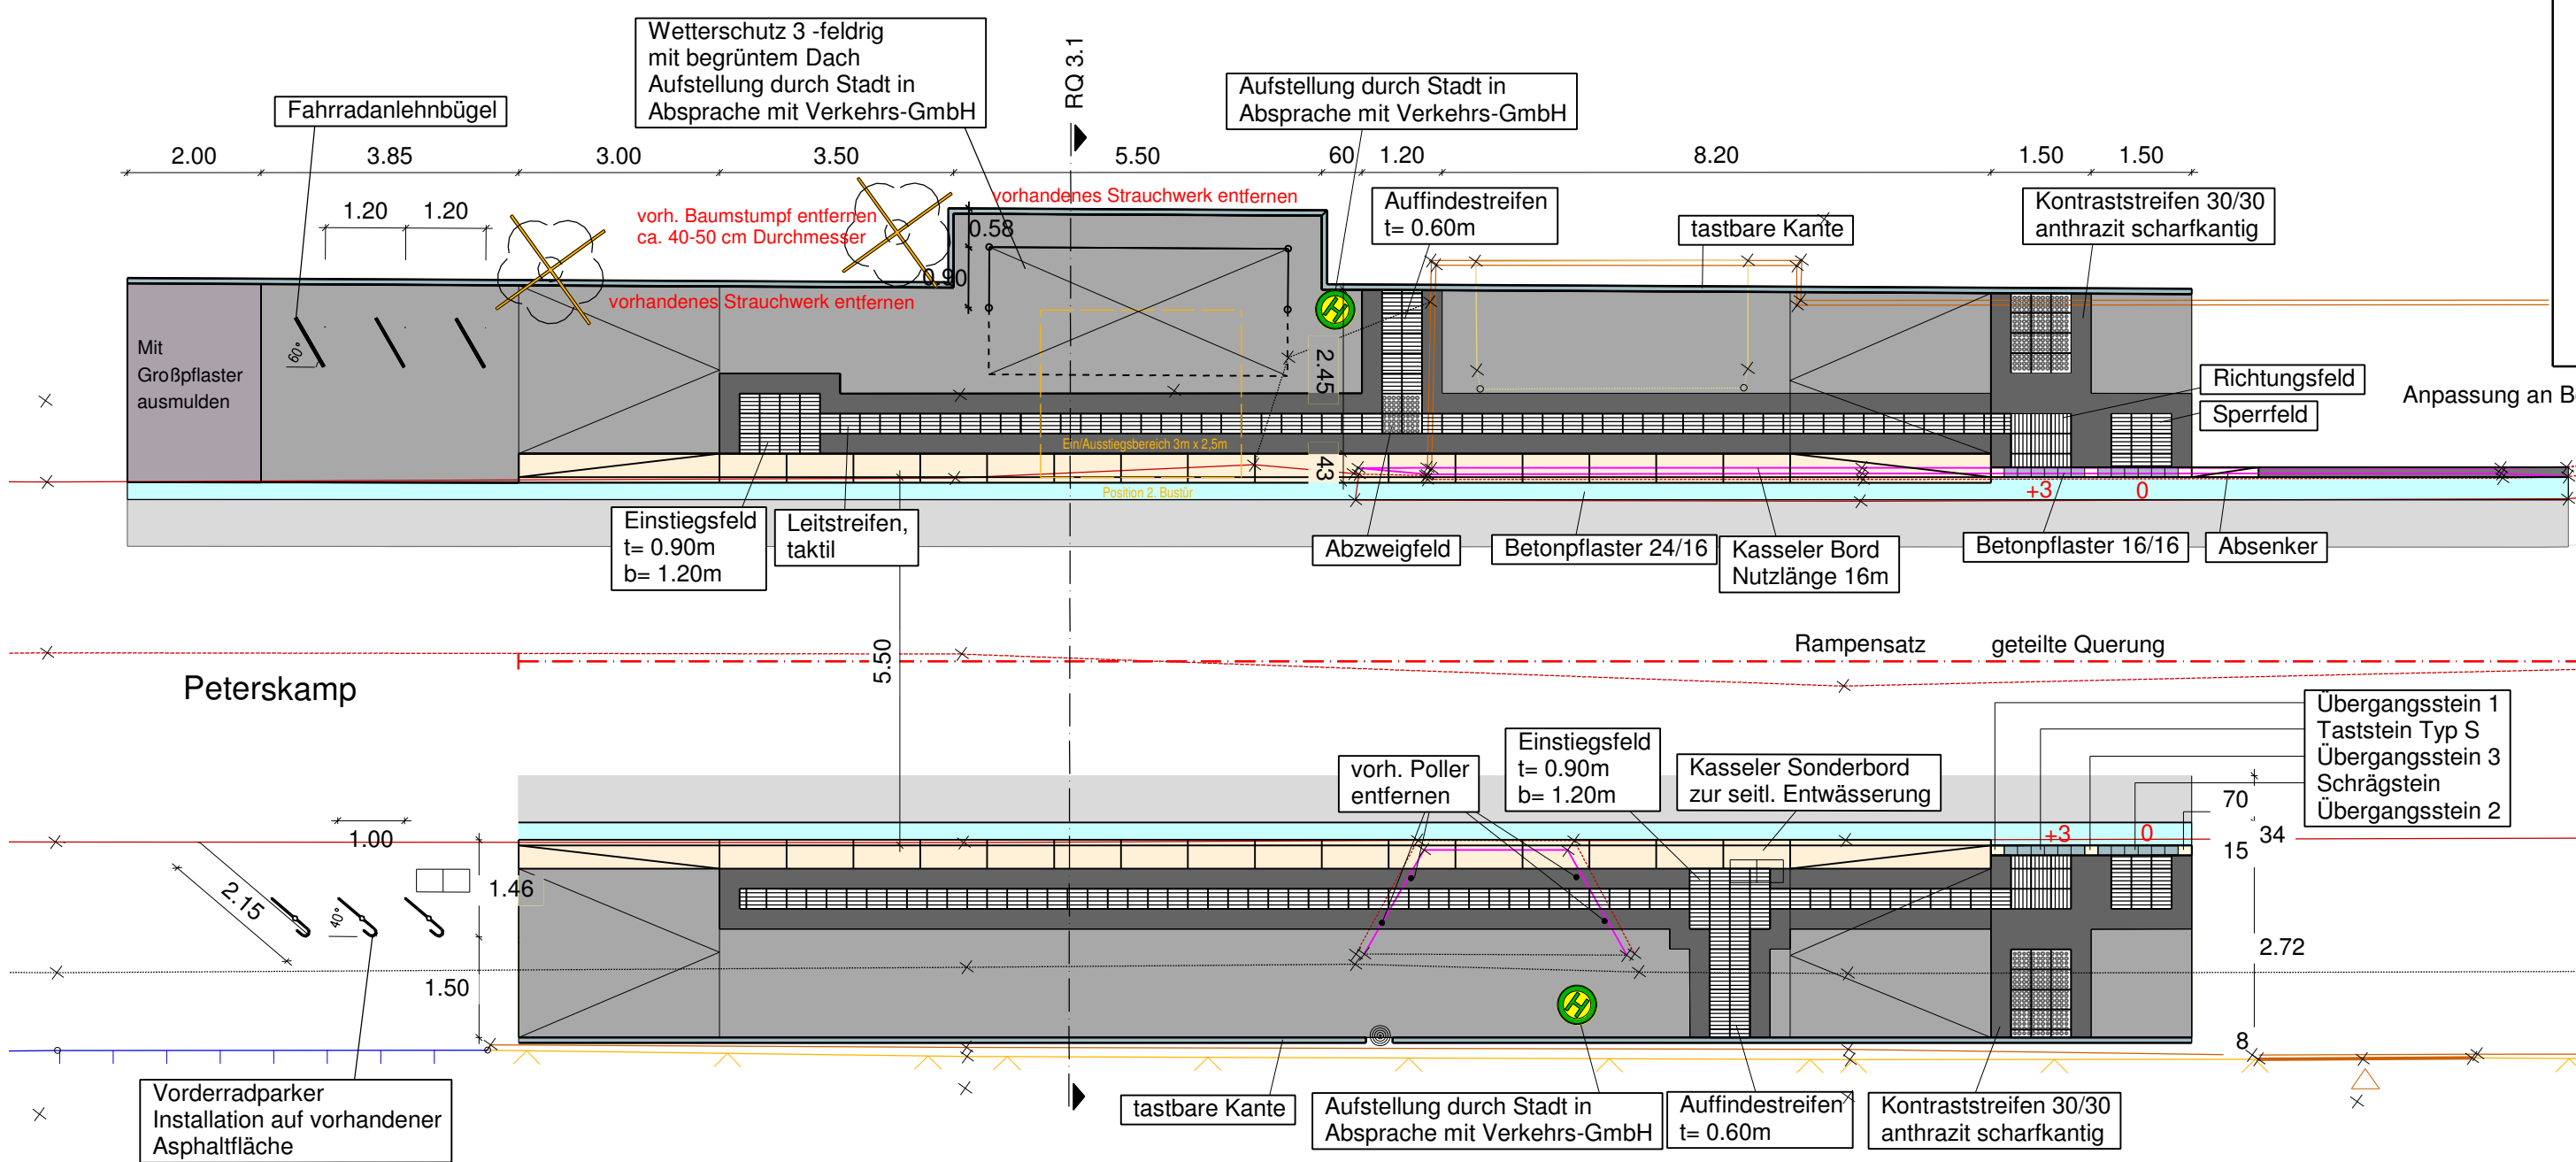 Wetterschutz 3 -feldrig
mit begrüntem Dach
Aufstellung durch Stadt in
Absprache mit Verkehrs-GmbH
RQ 3.1
Aufstellung durch Stadt in
Absprache mit Verkehrs-GmbH
Fahrradanlehnbügel
2.00
3.85
3.00
3.50
5.50
60
1.20
8.20
1.50
1.50
1.20
1.20
vorh. Baumstumpf entfernen
ca. 40-50 cm Durchmesser
vorhandenes Strauchwerk entfernen
0.58
0.90
vorhandenes Strauchwerk entfernen
Auffindestreifen
t= 0.60m
tastbare Kante
Kontraststreifen 30/30
anthrazit scharfkantig
H
Mit
Großpflaster
ausmulden
60°
2.45
43
Richtungsfeld
Sperrfeld
Anpassung an B
Ein/Ausstiegsbereich 3m x 2,5m
Position 2. Bustür
+3
0
Einstiegsfeld
t= 0.90m
b= 1.20m
Leitstreifen,
taktil
Abzweigfeld
Betonpflaster 24/16
Kasseler Bord
Nutzlänge 16m
Betonpflaster 16/16
Absenker
5.50
Rampensatz
geteilte Querung
Peterskamp
Übergangsstein 1
Taststein Typ S
Übergangsstein 3
Schrägstein
Übergangsstein 2
vorh. Poller
entfernen
Einstiegsfeld
t= 0.90m
b= 1.20m
Kasseler Sonderbord
zur seitl. Entwässerung
1.00
2.15
40°
1.46
1.50
+3
0
70
34
15
2.72
8
H
Vorderradparker
Installation auf vorhandener
Asphaltfläche
tastbare Kante
Aufstellung durch Stadt in
Absprache mit Verkehrs-GmbH
Auffindestreifen
t= 0.60m
Kontraststreifen 30/30
anthrazit scharfkantig